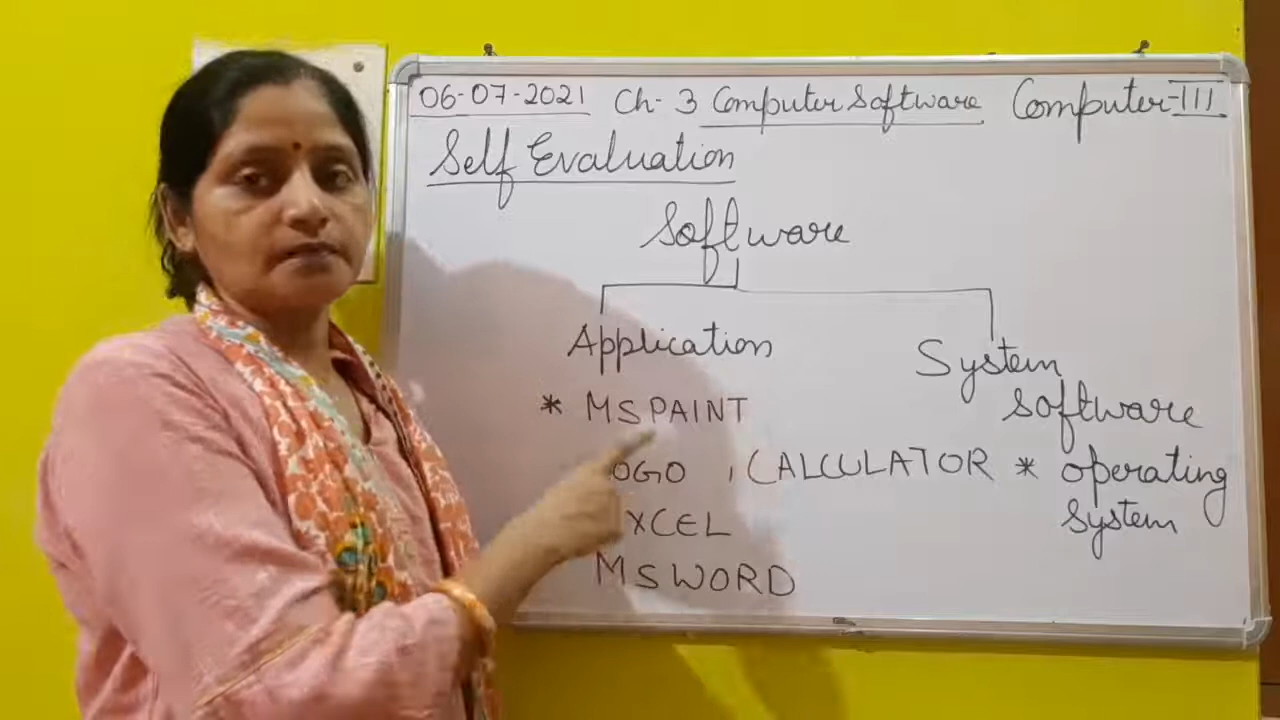 06-07-2021 Ch-3 Computer Software Computer-III
Self Evaluation
Software
Application
System
Software
* MSPAINT
OGO , CALCULATOR
* operating
system
XCEL
MSWORD